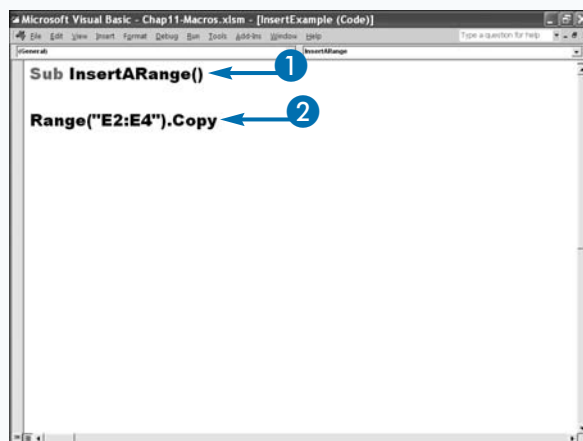 Microsoft Visual Basic - Chap11-Macros.xlsm - [InsertExample (Code)]
File Edit View Insert Format Debug Run Tools Add-Ins Window Help Type a question for help
(General) InsertARange
Sub InsertARange() 1
Range("E2:E4").Copy 2